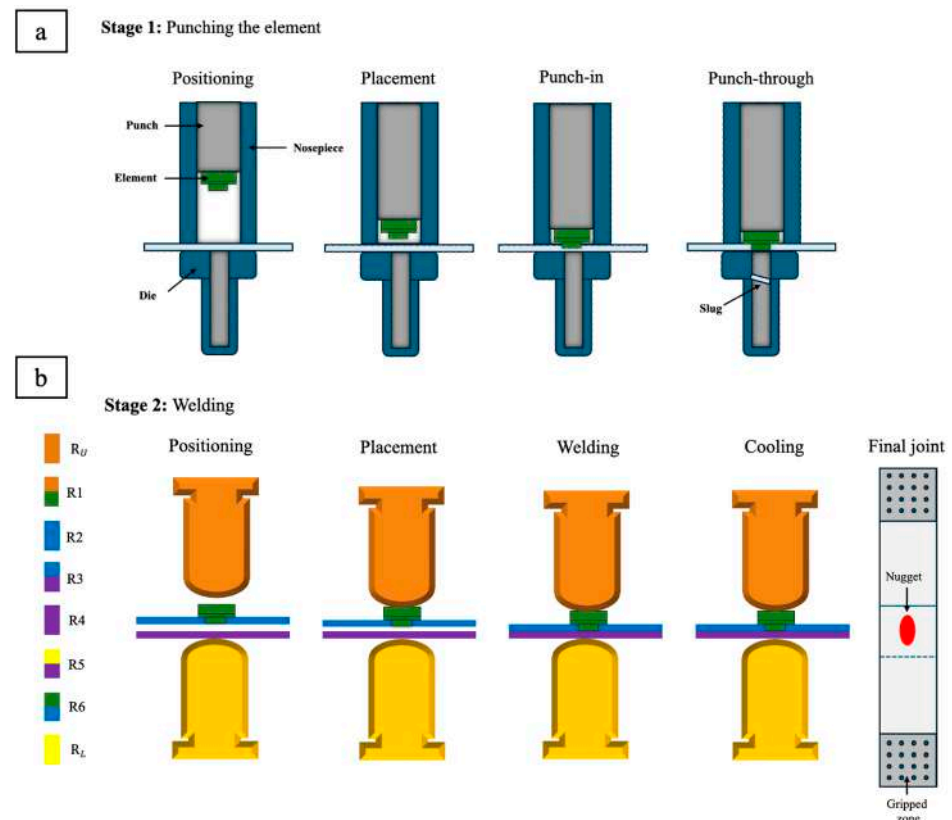 a
Stage 1: Punching the element
Positioning
Placement
Punch-in
Punch-through
Punch
Nosepiece
Element
Die
Slug
b
Stage 2: Welding
Positioning
Placement
Welding
Cooling
Final joint
R_U
R1
R2
R3
R4
R5
R6
R_L
Nugget
Gripped
zone